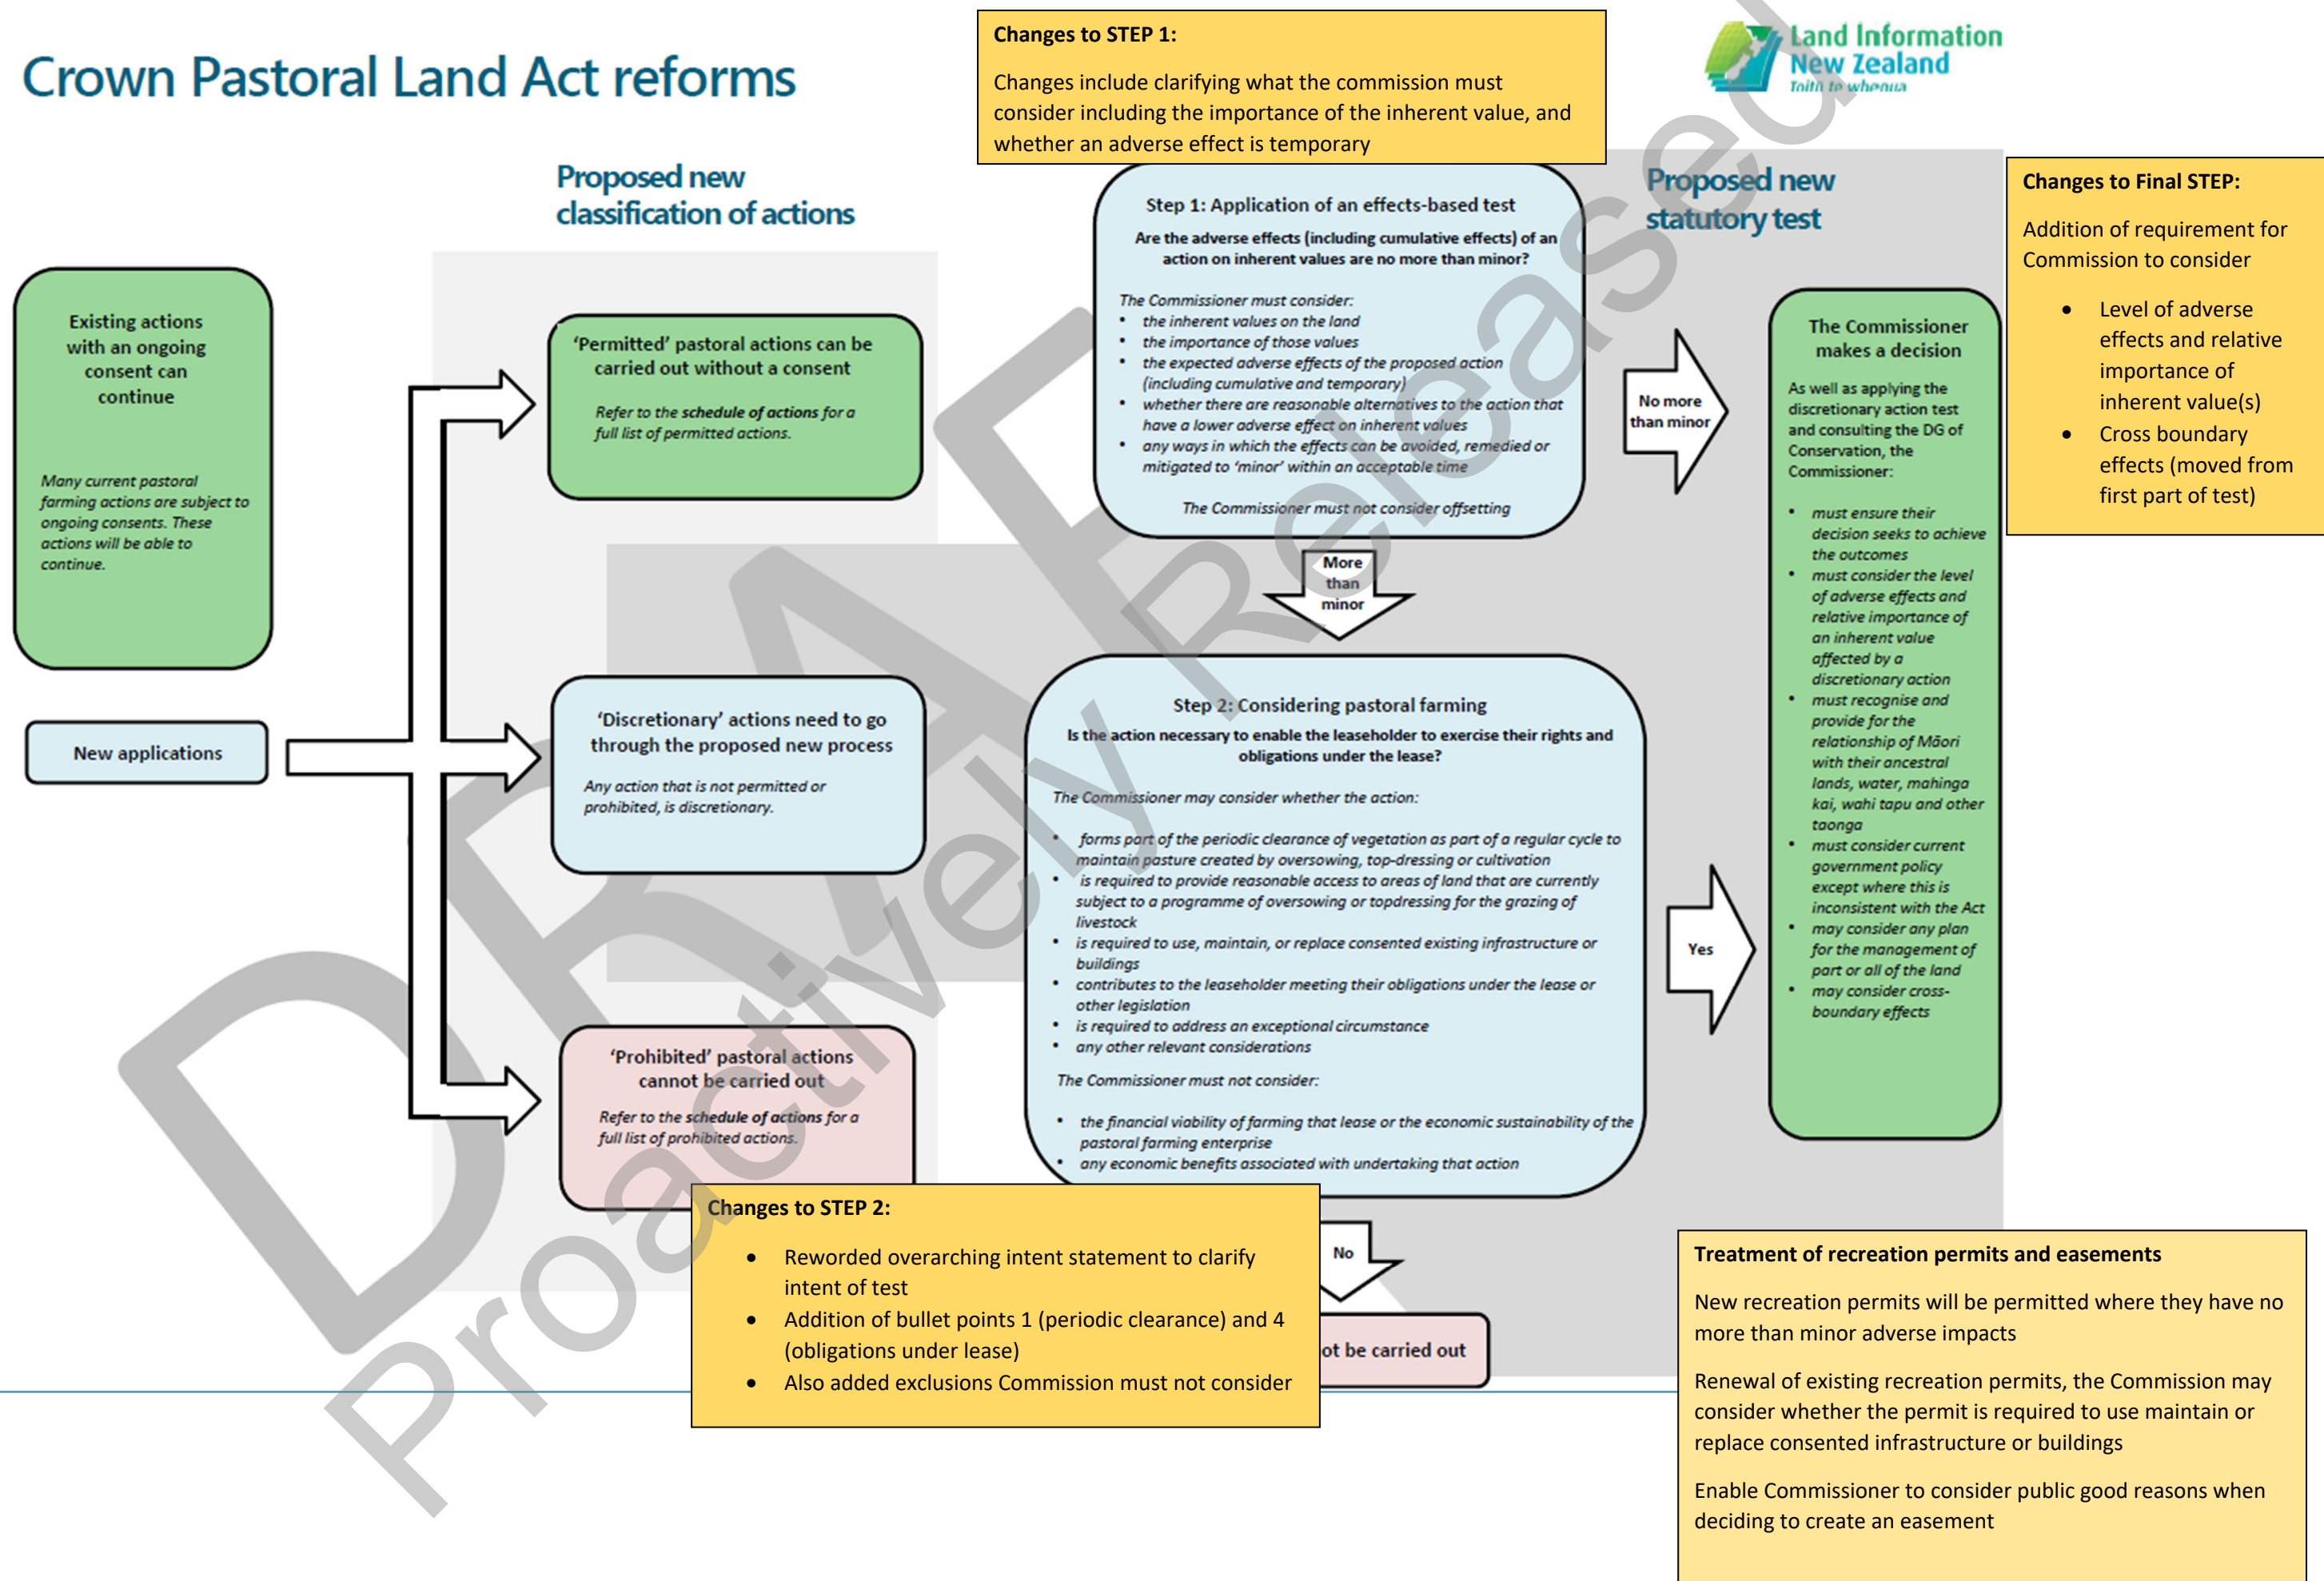 Crown Pastoral Land Act reforms
Changes to STEP 1:
Changes include clarifying what the commission must
consider including the importance of the inherent value, and
whether an adverse effect is temporary
Land Information
New Zealand
Toitū te whenua
Proposed new
classification of actions
Proposed new
statutory test
Changes to Final STEP:
Addition of requirement for
Commission to consider
• Level of adverse
effects and relative
importance of
inherent value(s)
• Cross boundary
effects (moved from
first part of test)
Existing actions
with an ongoing
consent can
continue
Many current pastoral
farming actions are subject to
ongoing consents. These
actions will be able to
continue.
New applications
'Permitted' pastoral actions can be
carried out without a consent
Refer to the schedule of actions for a
full list of permitted actions.
'Discretionary' actions need to go
through the proposed new process
Any action that is not permitted or
prohibited, is discretionary.
'Prohibited' pastoral actions
cannot be carried out
Refer to the schedule of actions for a
full list of prohibited actions.
Step 1: Application of an effects-based test
Are the adverse effects (including cumulative effects) of an
action on inherent values are no more than minor?
The Commissioner must consider:
• the inherent values on the land
• the importance of those values
• the expected adverse effects of the proposed action
(including cumulative and temporary)
• whether there are reasonable alternatives to the action that
have a lower adverse effect on inherent values
• any ways in which the effects can be avoided, remedied or
mitigated to 'minor' within an acceptable time
The Commissioner must not consider offsetting
No more
than minor
More
than
minor
Step 2: Considering pastoral farming
Is the action necessary to enable the leaseholder to exercise their rights and
obligations under the lease?
The Commissioner may consider whether the action:
• forms part of the periodic clearance of vegetation as part of a regular cycle to
maintain pasture created by oversowing, top-dressing or cultivation
• is required to provide reasonable access to areas of land that are currently
subject to a programme of oversowing or topdressing for the grazing of
livestock
• is required to use, maintain, or replace consented existing infrastructure or
buildings
• contributes to the leaseholder meeting their obligations under the lease or
other legislation
• is required to address an exceptional circumstance
• any other relevant considerations
The Commissioner must not consider:
• the financial viability of farming that lease or the economic sustainability of the
pastoral farming enterprise
• any economic benefits associated with undertaking that action
Yes
The Commissioner
makes a decision
As well as applying the
discretionary action test
and consulting the DG of
Conservation, the
Commissioner:
• must ensure their
decision seeks to achieve
the outcomes
• must consider the level
of adverse effects and
relative importance of
an inherent value
affected by a
discretionary action
• must recognise and
provide for the
relationship of Māori
with their ancestral
lands, water, mahinga
kai, wahi tapu and other
taonga
• must consider current
government policy
except where this is
inconsistent with the Act
• may consider any plan
for the management of
part or all of the land
• may consider cross-
boundary effects
Changes to STEP 2:
• Reworded overarching intent statement to clarify
intent of test
• Addition of bullet points 1 (periodic clearance) and 4
(obligations under lease)
• Also added exclusions Commission must not consider
No
ot be carried out
Treatment of recreation permits and easements
New recreation permits will be permitted where they have no
more than minor adverse impacts
Renewal of existing recreation permits, the Commission may
consider whether the permit is required to use maintain or
replace consented infrastructure or buildings
Enable Commissioner to consider public good reasons when
deciding to create an easement
DRAF
Proactively Released